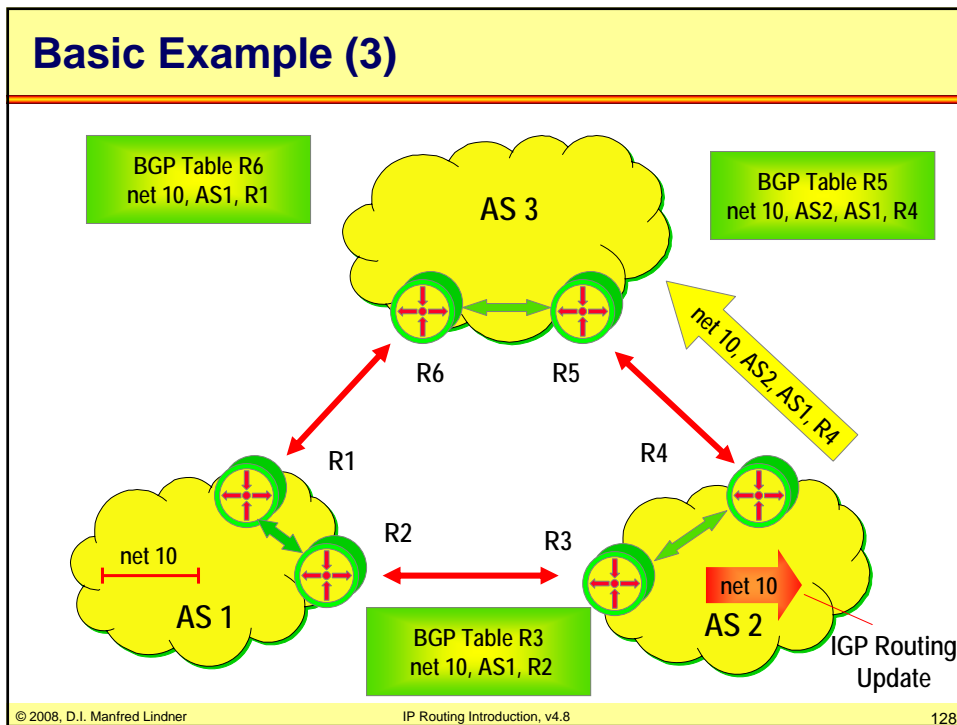 Basic Example (3)
BGP Table R6
net 10, AS1, R1
AS 3
BGP Table R5
net 10, AS2, AS1, R4
net 10, AS2, AS1, R4
R6
R5
R1
R4
R2
R3
net 10
AS 1
net 10
AS 2
BGP Table R3
net 10, AS1, R2
IGP Routing
Update
© 2008, D.I. Manfred Lindner
IP Routing Introduction, v4.8
128